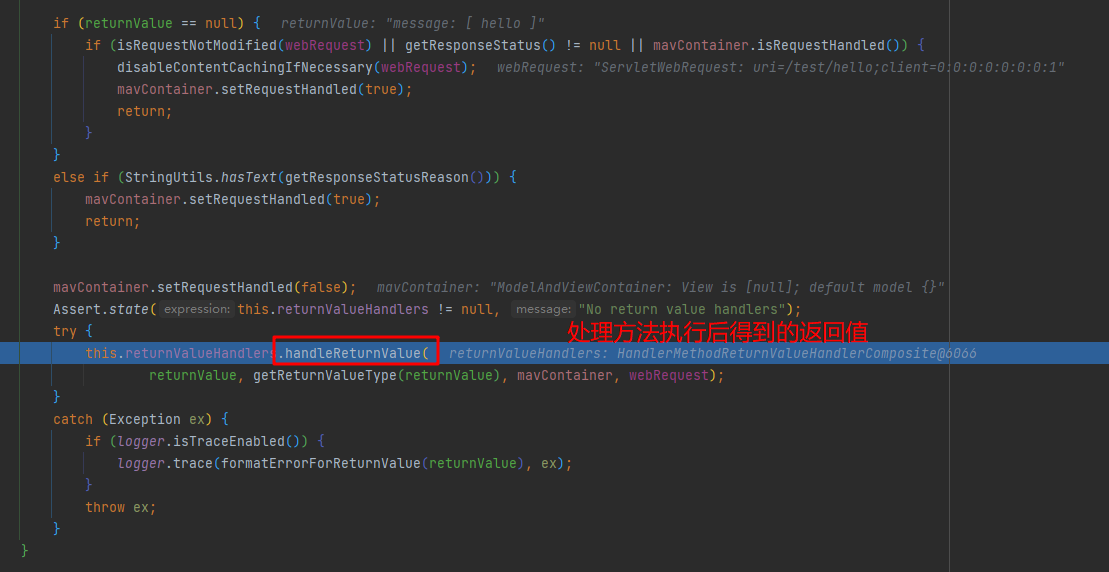 if (returnValue == null) { returnValue: "message: [ hello ]"
if (isRequestNotModified(webRequest) || getResponseStatus() != null || mavContainer.isRequestHandled()) {
disableContentCachingIfNecessary(webRequest); webRequest: "ServletWebRequest: uri=/test/hello;client=0:0:0:0:0:0:0:1"
mavContainer.setRequestHandled(true);
return;
}
}
else if (StringUtils.hasText(getResponseStatusReason())) {
mavContainer.setRequestHandled(true);
return;
}
mavContainer.setRequestHandled(false); mavContainer: "ModelAndViewContainer: View is [null]; default model {}"
Assert.state( expression: this.returnValueHandlers != null, message: "No return value handlers");
try {
处理方法执行后得到的返回值
this.returnValueHandlers.handleReturnValue( returnValueHandlers: HandlerMethodReturnValueHandlerComposite@6066
returnValue, getReturnValueType(returnValue), mavContainer, webRequest);
}
catch (Exception ex) {
if (logger.isTraceEnabled()) {
logger.trace(formatErrorForReturnValue(returnValue), ex);
}
throw ex;
}
}